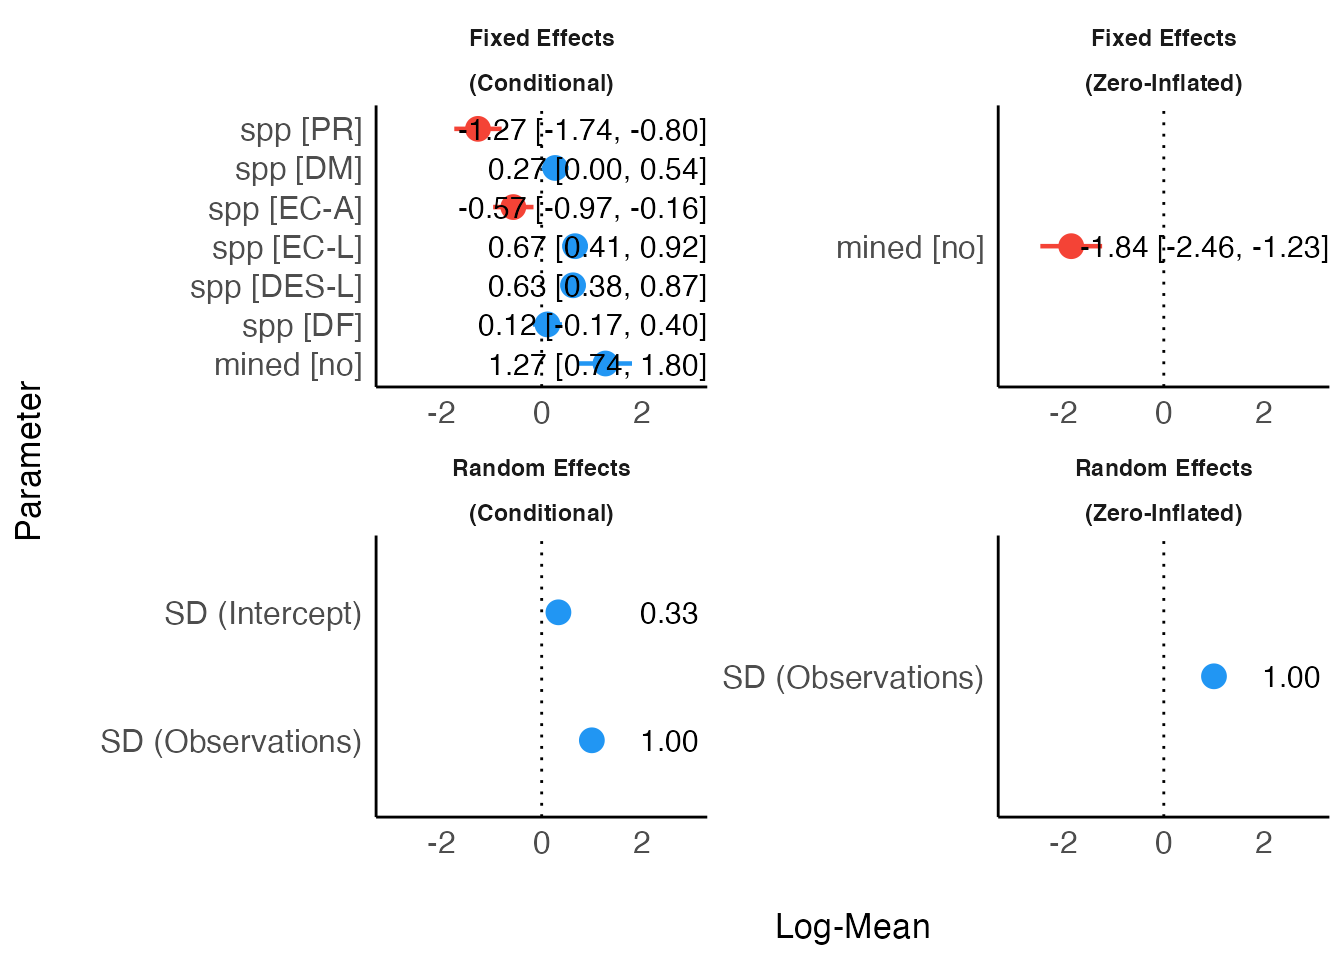 Fixed Effects
(Conditional)
spp [PR] -1.27 [-1.74, -0.80]
spp [DM] 0.27 [0.00, 0.54]
spp [EC-A] -0.57 [-0.97, -0.16]
spp [EC-L] 0.67 [0.41, 0.92]
spp [DES-L] 0.63 [0.38, 0.87]
spp [DF] 0.12 [-0.17, 0.40]
mined [no] 1.27 [0.74, 1.80]
-2 0 2
Fixed Effects
(Zero-Inflated)
mined [no] -1.84 [-2.46, -1.23]
-2 0 2
Parameter
Random Effects
(Conditional)
SD (Intercept) 0.33
SD (Observations) 1.00
-2 0 2
Random Effects
(Zero-Inflated)
SD (Observations) 1.00
-2 0 2
Log-Mean